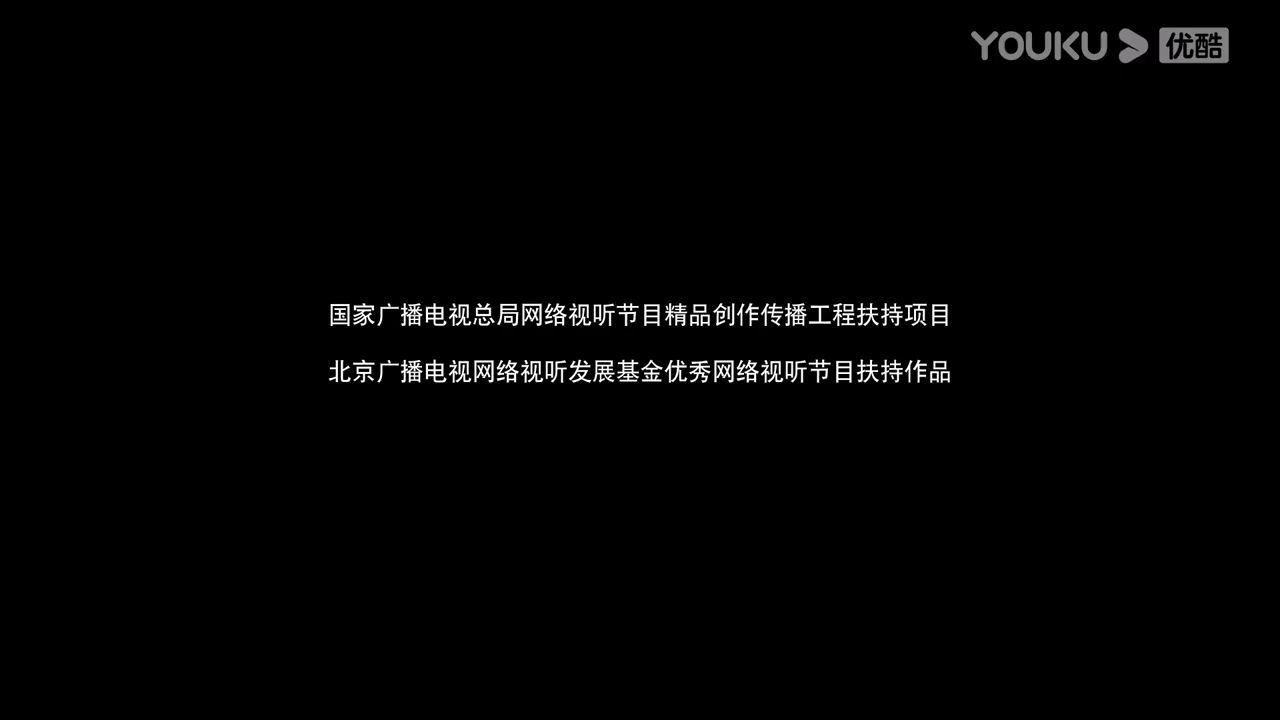 YOUKU 优酷
国家广播电视总局网络视听节目精品创作传播工程扶持项目
北京广播电视网络视听发展基金优秀网络视听节目扶持作品